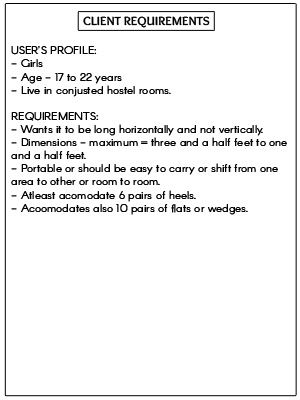 CLIENT REQUIREMENTS
USER'S PROFILE:
- Girls
- Age - 17 to 22 years
- Live in conjusted hostel rooms.
REQUIREMENTS:
- Wants it to be long horizontally and not vertically.
- Dimensions - maximum = three and a half feet to one
and a half feet.
- Portable or should be easy to carry or shift from one
area to other or room to room.
- Atleast acomodate 6 pairs of heels.
- Acoomodates also 10 pairs of flats or wedges.